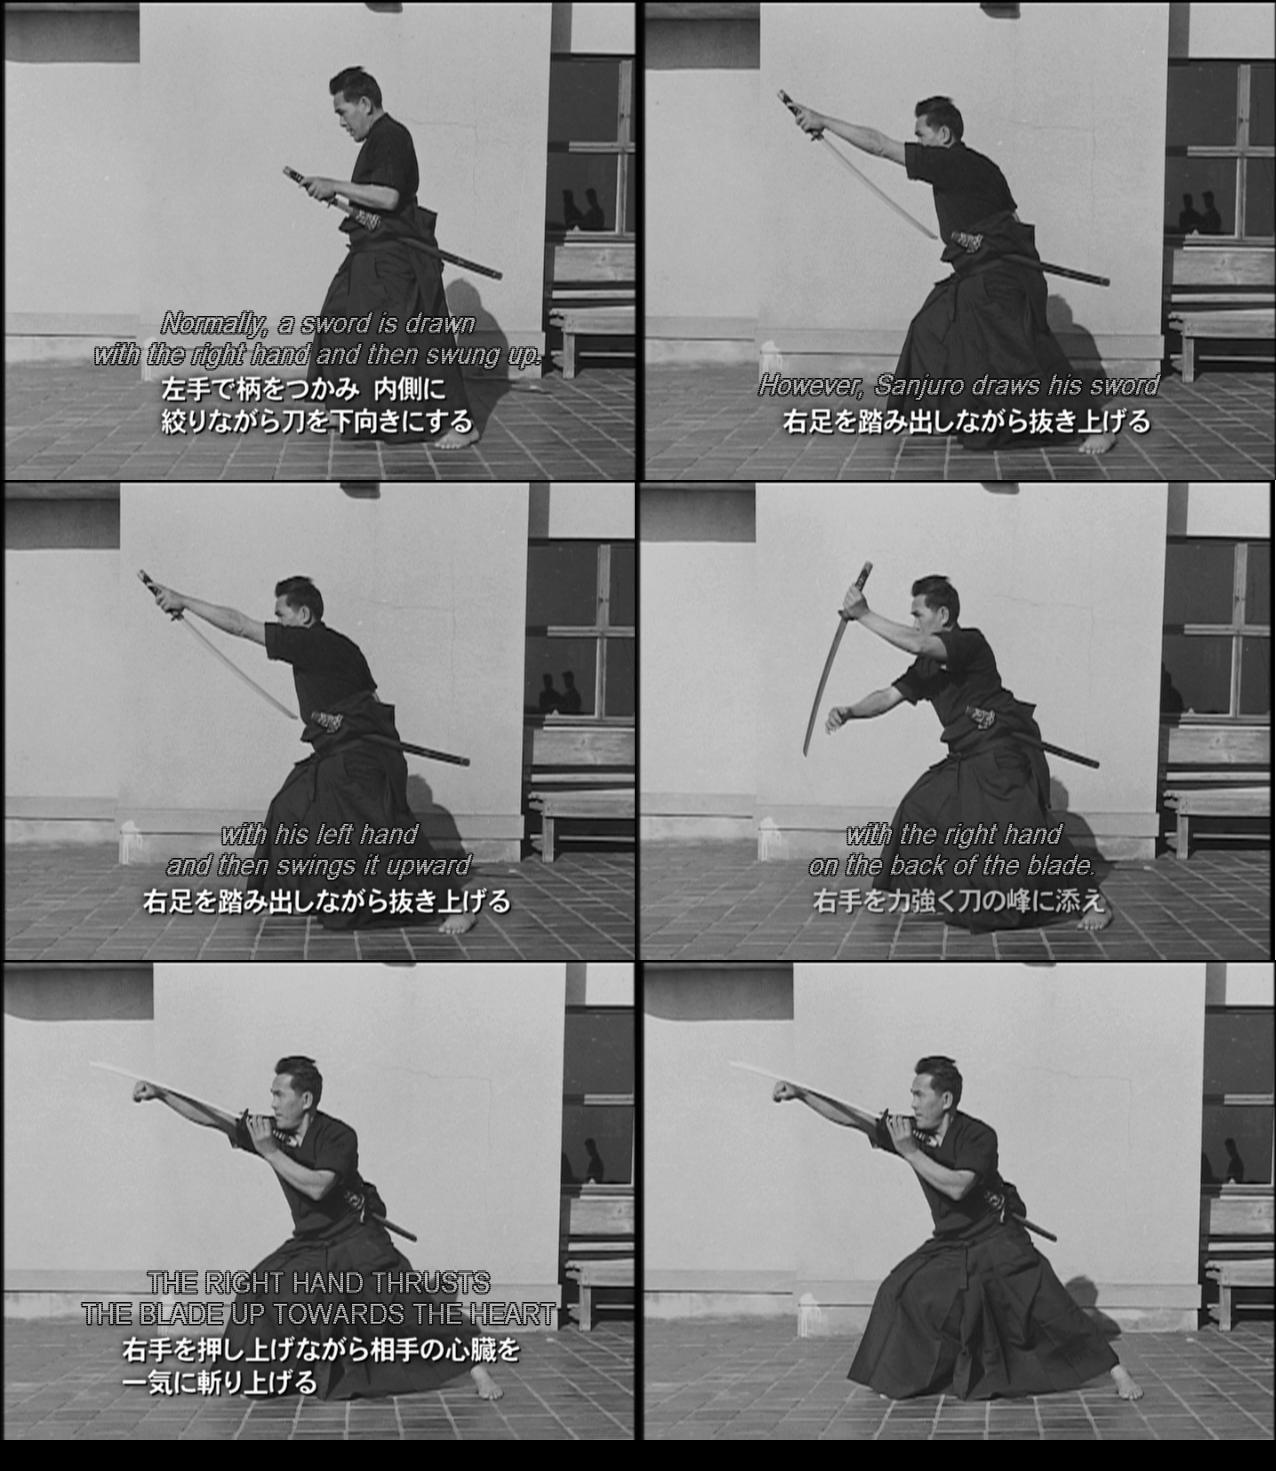 Normally, a sword is drawn
with the right hand and then swung up.
左手で柄をつかみ 内側に
絞りながら刀を下向きにする
However, Sanjuro draws his sword
右足を踏み出しながら抜き上げる
with his left hand
and then swings it upward
右足を踏み出しながら抜き上げる
with the right hand
on the back of the blade.
右手を力強く刀の峰に添え
THE RIGHT HAND THRUSTS
THE BLADE UP TOWARDS THE HEART
右手を押し上げながら相手の心臓を
一気に斬り上げる